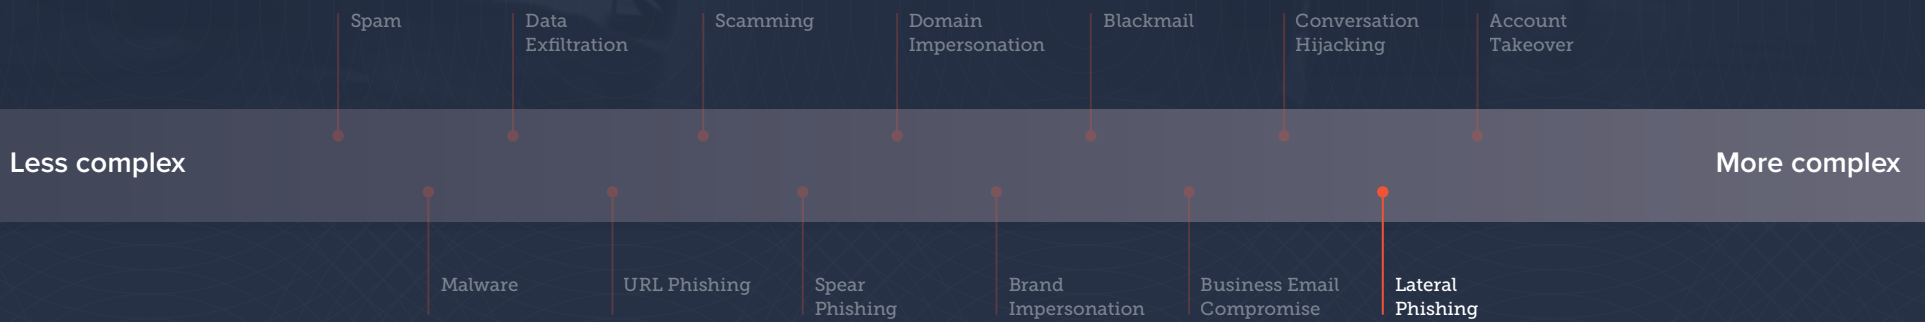 Spam
Data
Exfiltration
Scamming
Domain
Impersonation
Blackmail
Conversation
Hijacking
Account
Takeover
Less complex
More complex
Malware
URL Phishing
Spear
Phishing
Brand
Impersonation
Business Email
Compromise
Lateral
Phishing